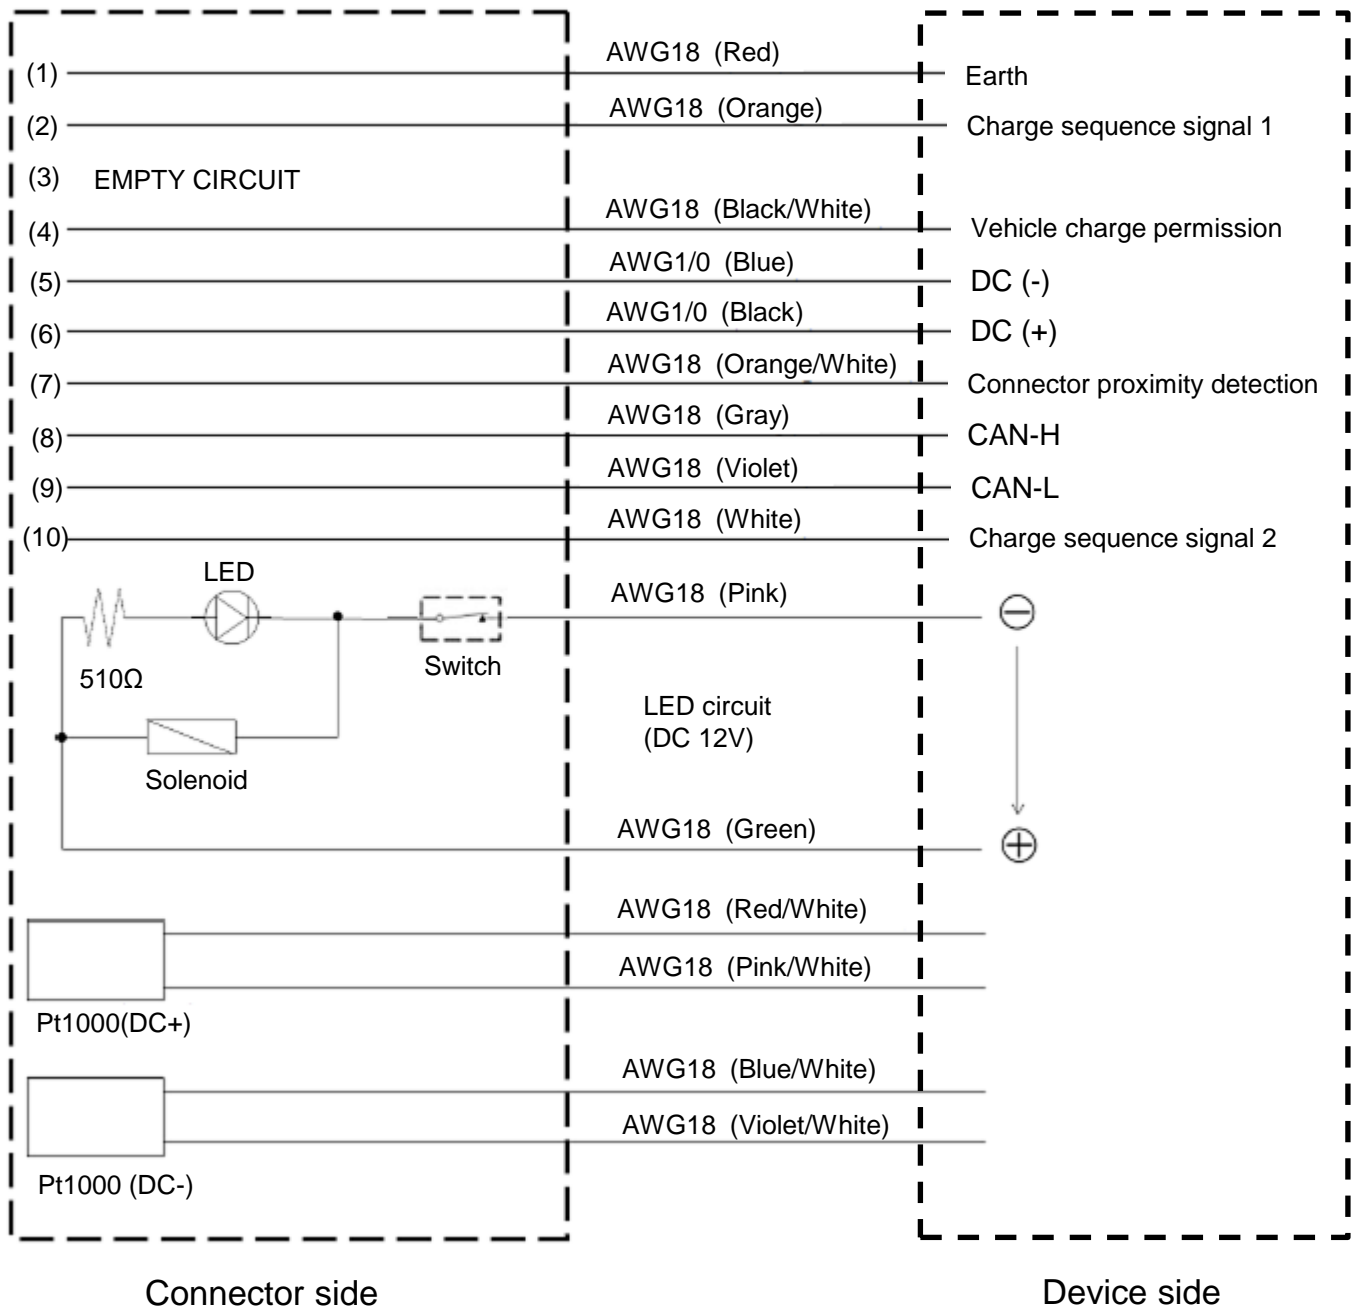 AWG18 (Red)
(1)
Earth
AWG18 (Orange)
(2)
Charge sequence signal 1
(3) EMPTY CIRCUIT
AWG18 (Black/White)
(4)
Vehicle charge permission
AWG1/0 (Blue)
(5)
DC (-)
AWG1/0 (Black)
(6)
DC (+)
AWG18 (Orange/White)
(7)
Connector proximity detection
AWG18 (Gray)
(8)
CAN-H
AWG18 (Violet)
(9)
CAN-L
AWG18 (White)
(10)
Charge sequence signal 2
LED
AWG18 (Pink)
510Ω
Switch
LED circuit
(DC 12V)
Solenoid
AWG18 (Green)
AWG18 (Red/White)
AWG18 (Pink/White)
Pt1000(DC+)
AWG18 (Blue/White)
AWG18 (Violet/White)
Pt1000 (DC-)
Connector side
Device side